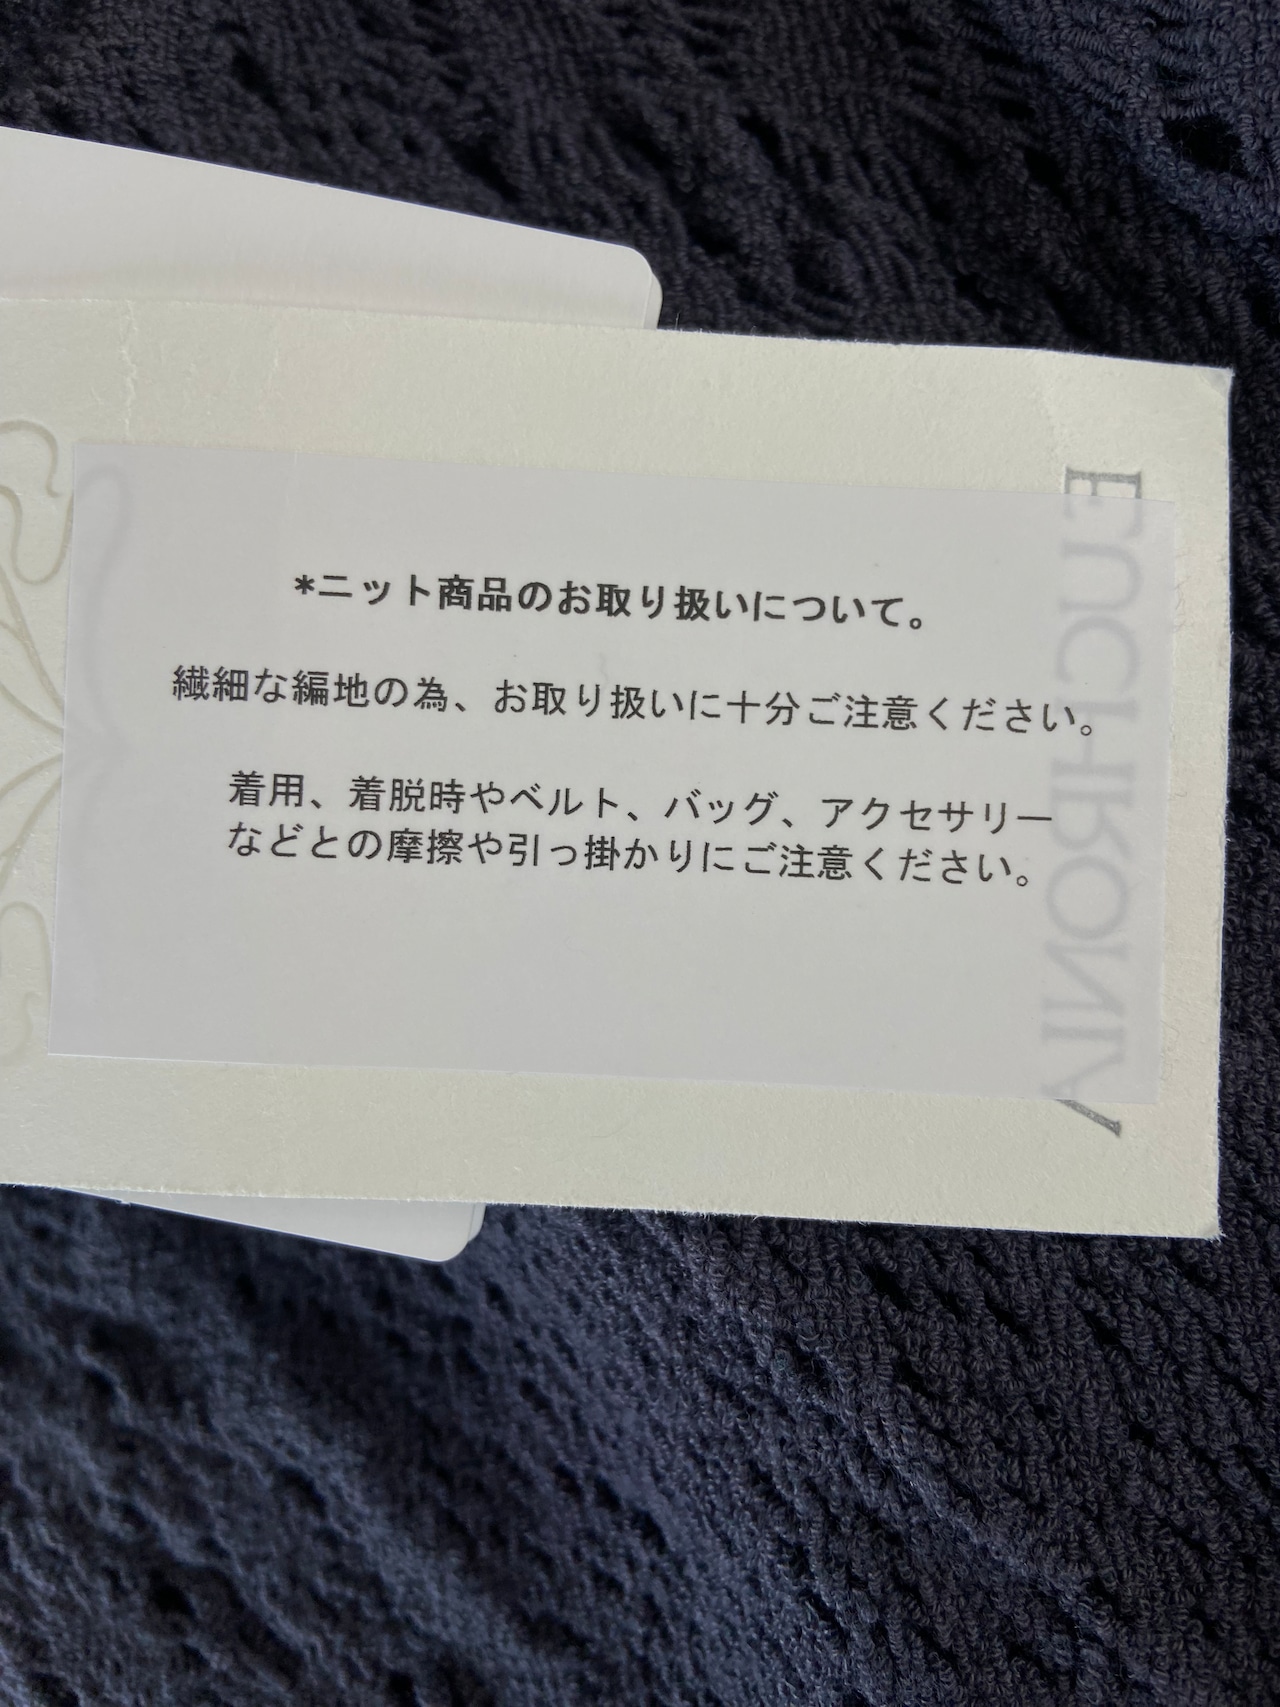 *ニット商品のお取り扱いについて。
繊細な編地の為、お取り扱いに十分ご注意ください。
着用、着脱時やベルト、バッグ、アクセサリー
などとの摩擦や引っ掛かりにご注意ください。
EUCHRONIA